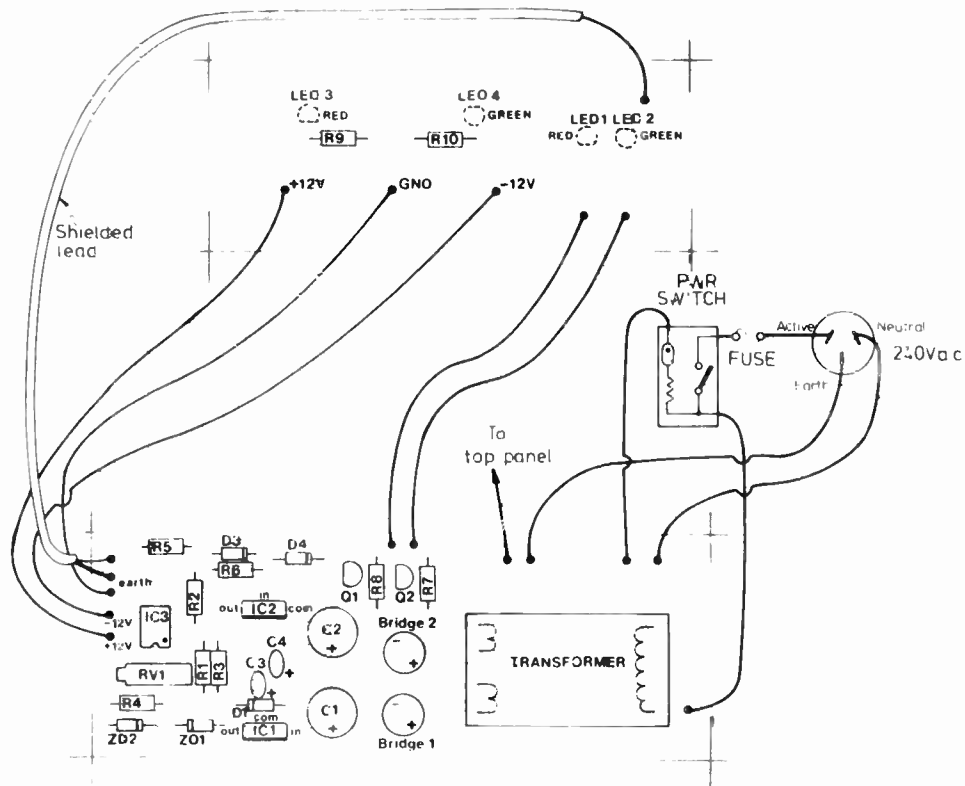 LED 3
RED
R9
LED 4
GREEN
R10
LED1
RED
LED 2
GREEN
+12V
GND
-12V
Shielded
lead
PWR
SWITCH
FUSE
Active
Neutral
240Va.c
Earth
To
top panel
R5
D3
R6
D4
earth
-12V
+12V
IC3
R2
in
out IC2 com
Q1
R8
Q2
R7
C2
+
Bridge 2
-
+
C4
+
C3
+
RV1
R1
R3
R4
D1
com
out IC1 in
C1
+
-
+
Bridge 1
ZD2
ZD1
TRANSFORMER